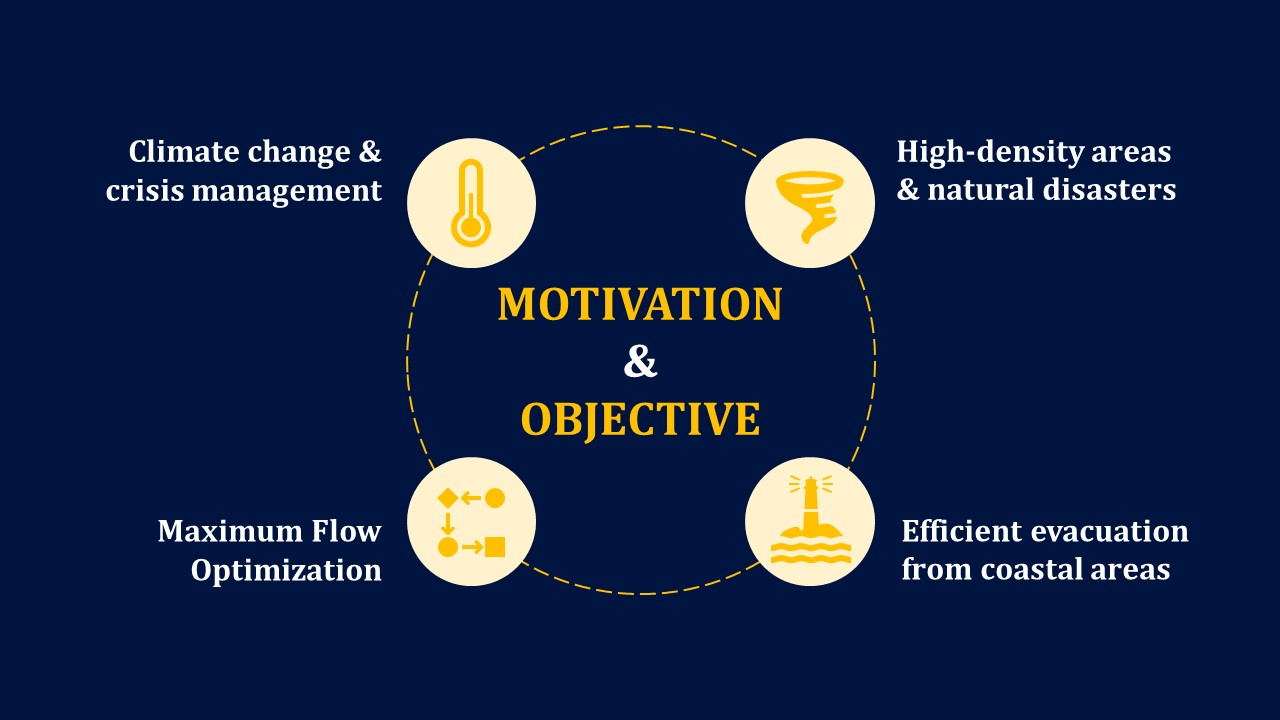 Climate change &
crisis management
High-density areas
& natural disasters
MOTIVATION
&
OBJECTIVE
Maximum Flow
Optimization
Efficient evacuation
from coastal areas